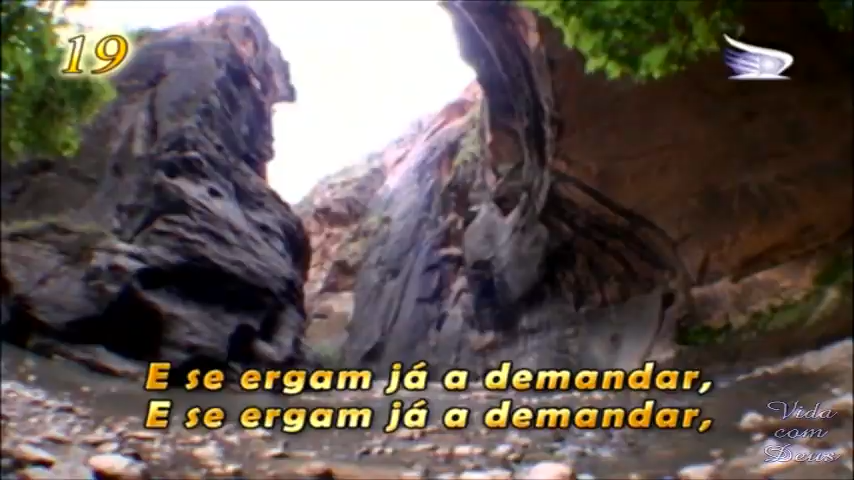 19
E se ergam já a demandar,
E se ergam já a demandar,
Vida
com
Deus